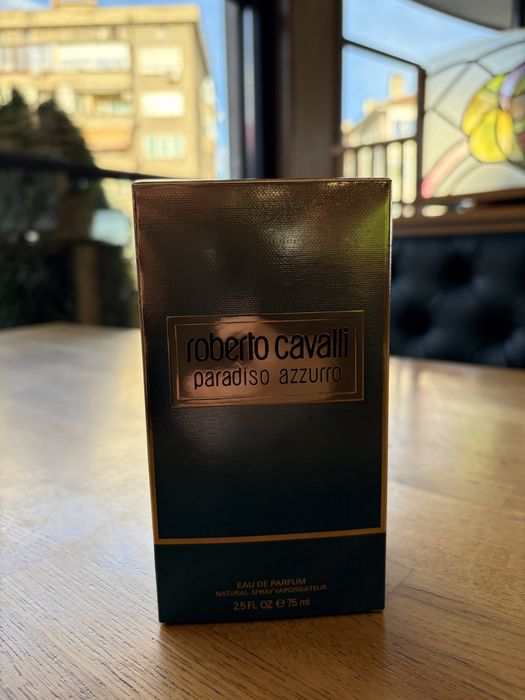 roberto cavalli
paradiso azzurro
EAU DE PARFUM
NATURAL SPRAY VAPORISATEUR
2.5 FL OZ ℮ 75 ml